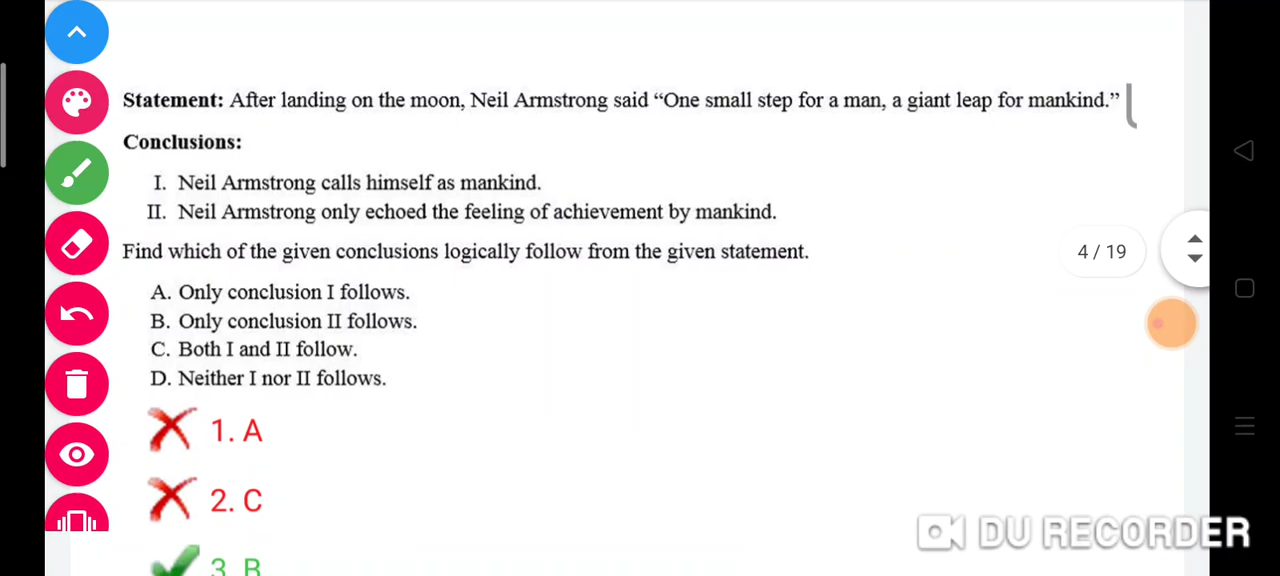 Statement: After landing on the moon, Neil Armstrong said “One small step for a man, a giant leap for mankind.”
Conclusions:
I. Neil Armstrong calls himself as mankind.
II. Neil Armstrong only echoed the feeling of achievement by mankind.
Find which of the given conclusions logically follow from the given statement.
4 / 19
A. Only conclusion I follows.
B. Only conclusion II follows.
C. Both I and II follow.
D. Neither I nor II follows.
1. A
2. C
3. B
DU RECORDER